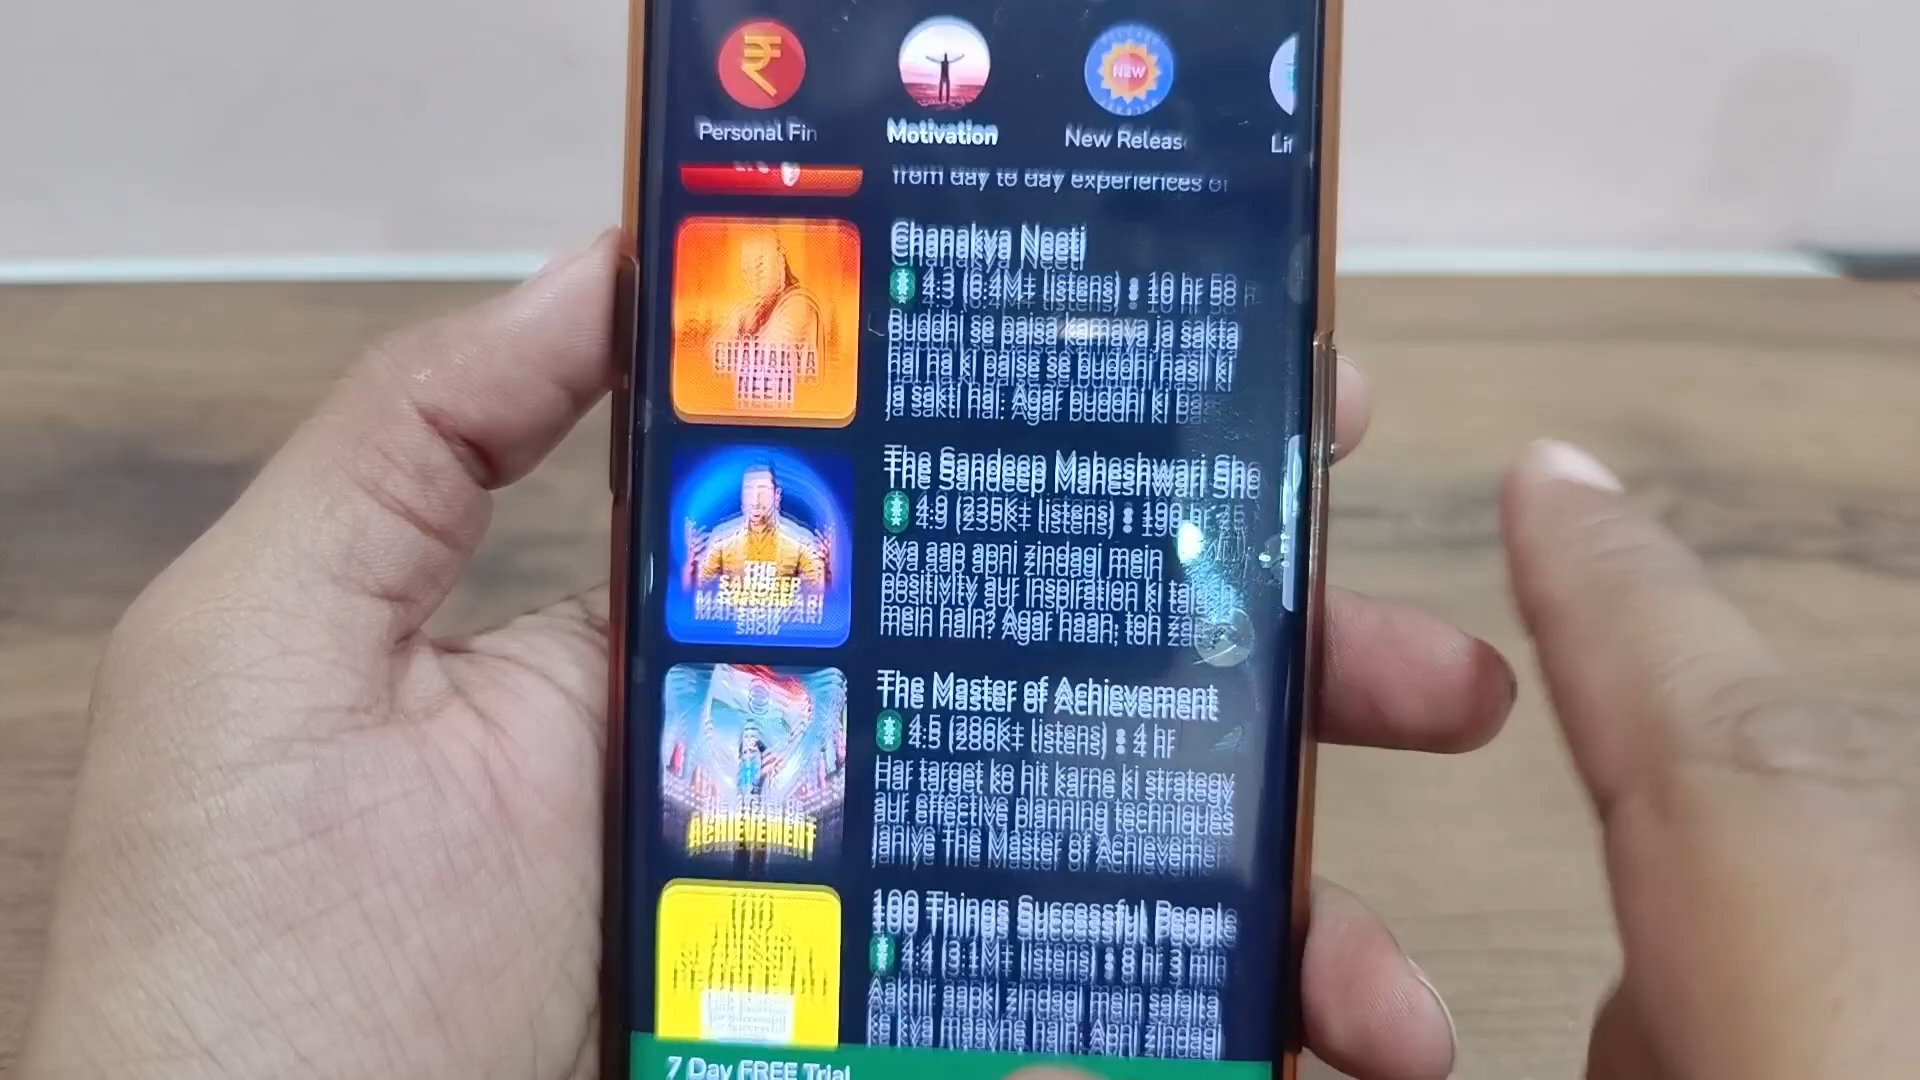 Personal Fin
Motivation
New Releas
Lif
from day to day experiences of
Chanakya Neeti
4.3 (6.4M+ listens) • 10 hr 58
Buddhi se paisa kamaya ja sakta
hai na ki paise se buddhi hasil ki
ja sakti hai. Agar buddhi ki
CHANAKYA
NEETI
The Sandeep Maheshwari Sho
4.9 (235K+ listens) • 190 hr
Kya aap apni zindagi mein
positivity aur inspiration ki
mein hain? Agar haan, toh
THE
SANDEEP
MAHESHWARI
SHOW
The Master of Achievement
4.5 (286K+ listens) • 4 hr
Har target ko hit karne ki strategy
aur effective planning techniques
janiye The Master of Achievemen
ACHIEVEMENT
100 Things Successful People
4.4 (3.1M+ listens) • 8 hr 3 min
Aakhir aapki zindagi mein safalta
ke kya maayne hain. Apni zindagi
100
7 Day FREE Trial
NEW